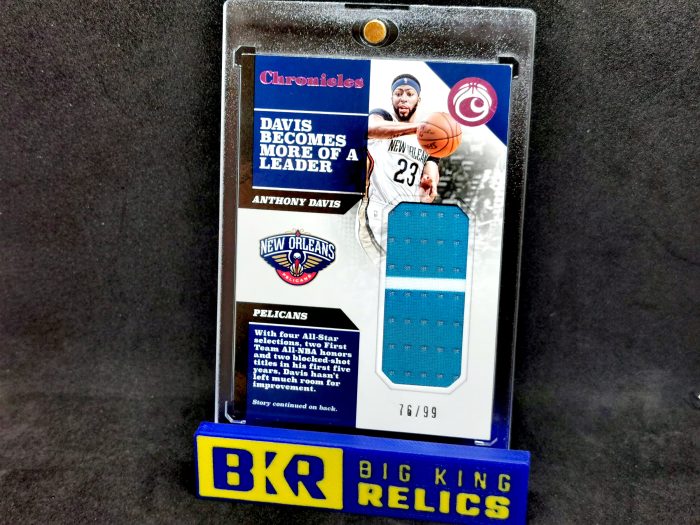 Chronicles
DAVIS
BECOMES
MORE OF A
LEADER
NEW ORLEANS
23
ANTHONY DAVIS
NEW ORLEANS
PELICANS
PELICANS
With four All-Star
selections, two First
Team All-NBA honors
and two blocked-shot
titles in his first five
years, Davis hasn't
left much room for
improvement.
Story continued on back.
76/99
BKR
BIG KING
RELICS